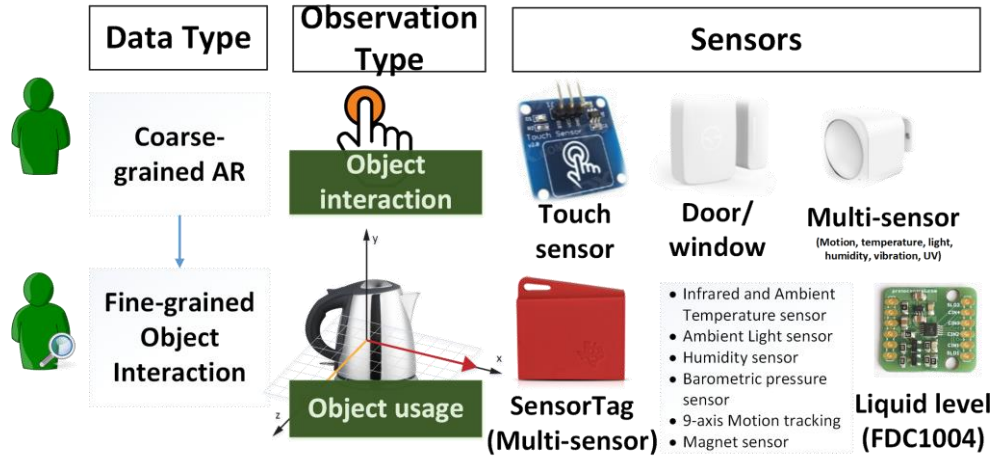 Data Type
Observation
Type
Sensors
Coarse-
grained AR
Object
interaction
Touch Sensor
Touch
sensor
Door/
window
Multi-sensor
(Motion, temperature, light,
humidity, vibration, UV)
Fine-grained
Object
Interaction
y
x
z
Object usage
SensorTag
(Multi-sensor)
• Infrared and Ambient
Temperature sensor
• Ambient Light sensor
• Humidity sensor
• Barometric pressure
sensor
• 9-axis Motion tracking
• Magnet sensor
Liquid level
(FDC1004)